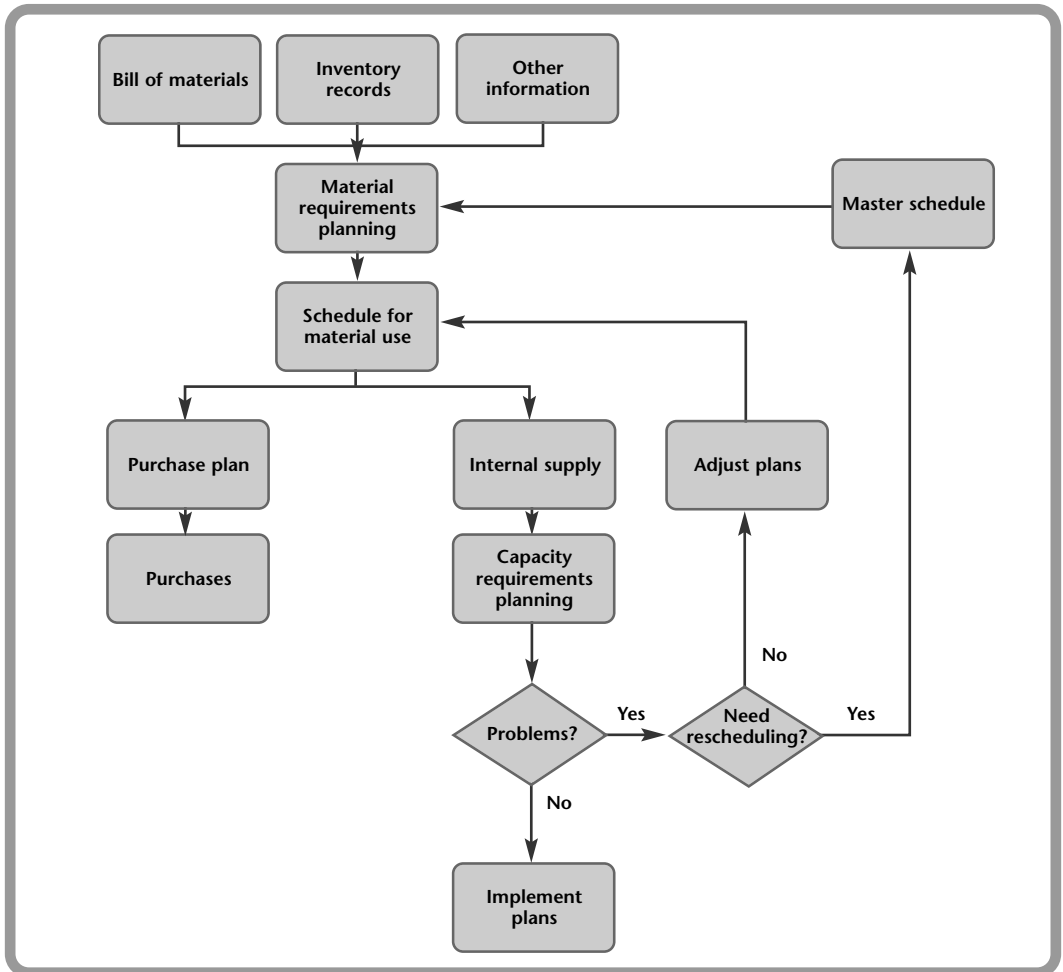 Bill of materials
Inventory
records
Other
information
Material
requirements
planning
Master schedule
Schedule for
material use
Purchase plan
Internal supply
Adjust plans
Purchases
Capacity
requirements
planning
No
Problems?
Yes
Need
rescheduling?
Yes
No
Implement
plans